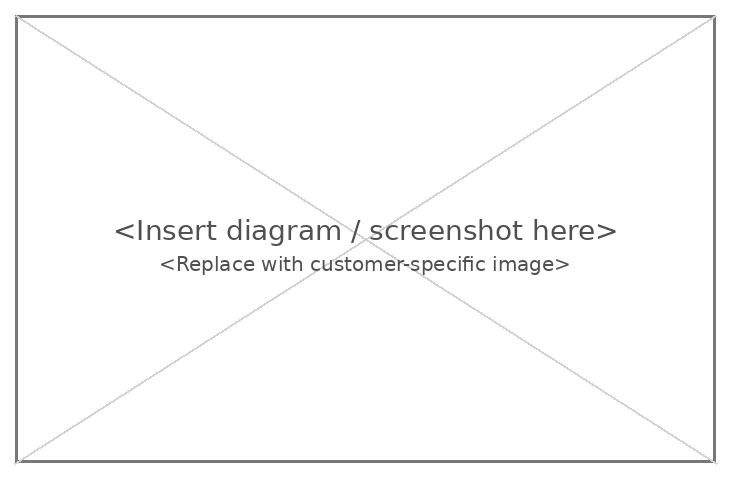 <Insert diagram / screenshot here>
<Replace with customer-specific image>